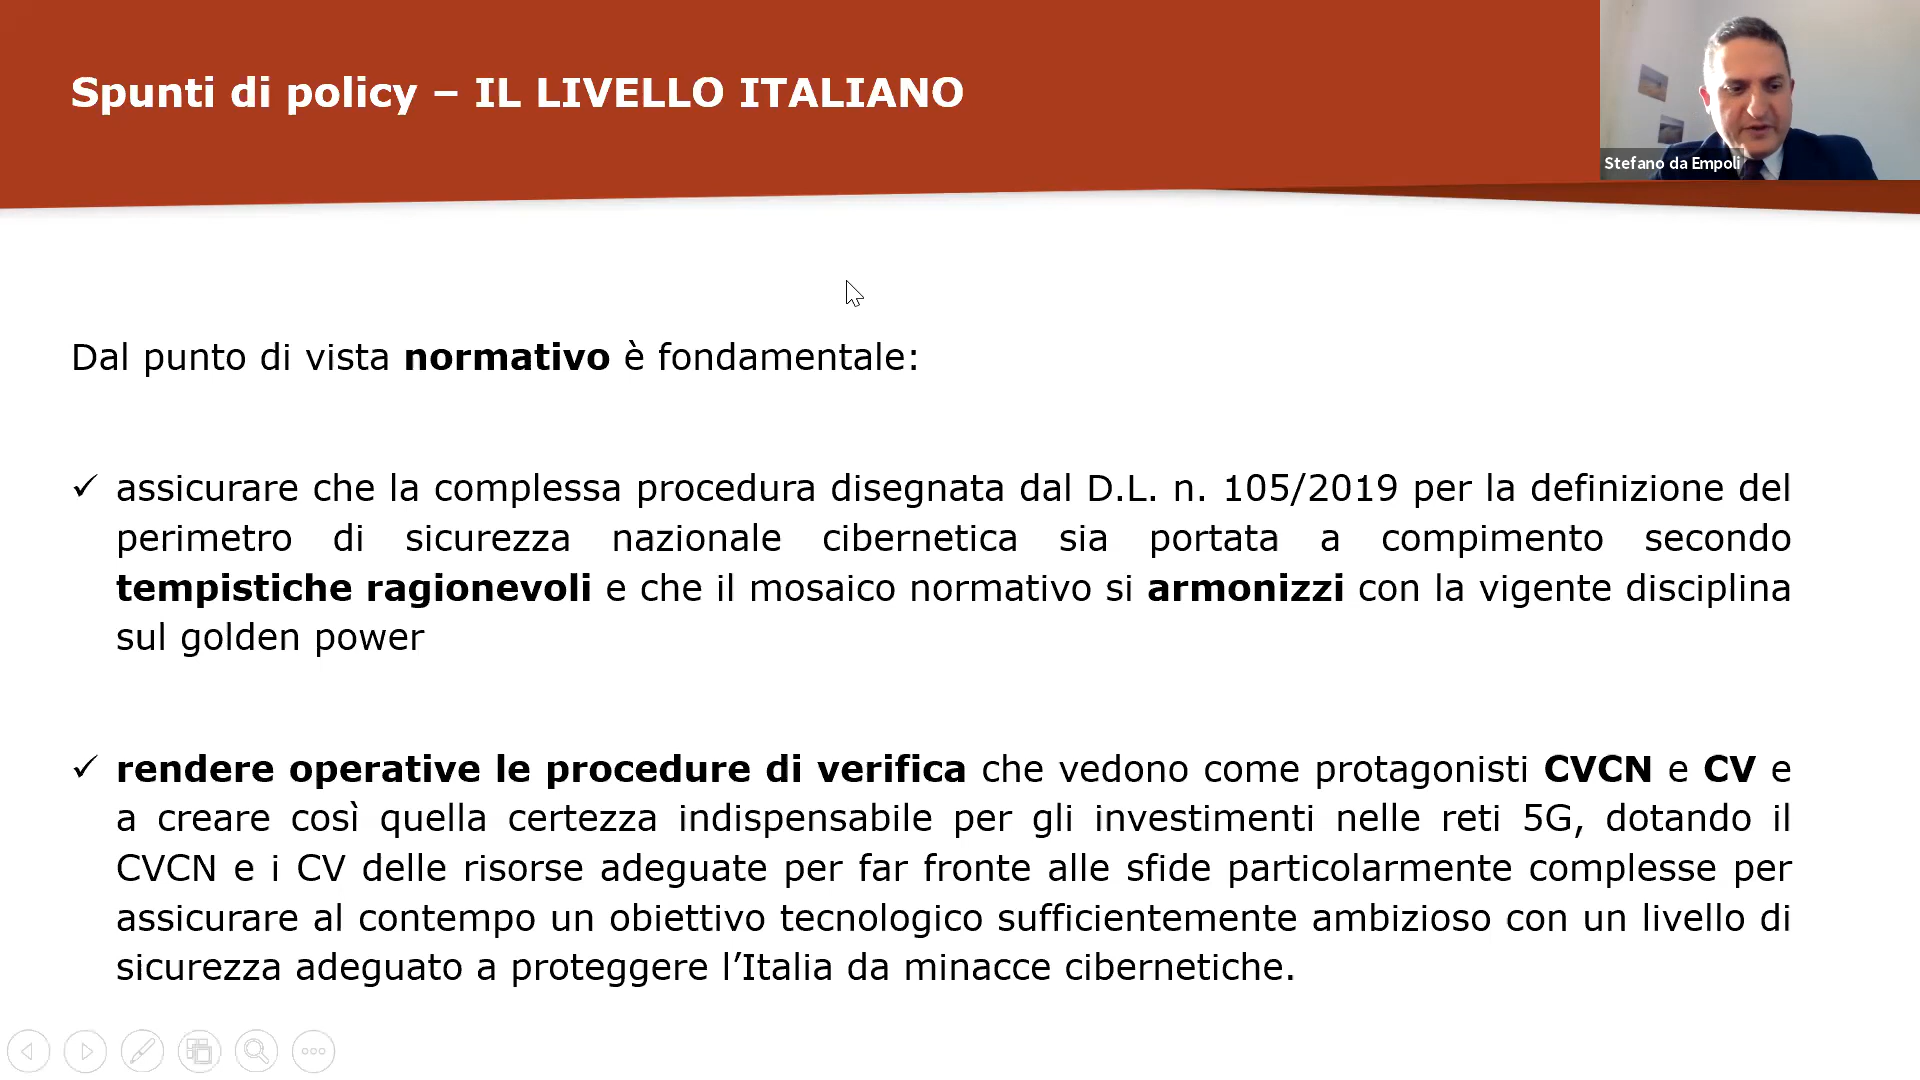 Spunti di policy – IL LIVELLO ITALIANO
Stefano da Empoli
Dal punto di vista normativo è fondamentale:
✓ assicurare che la complessa procedura disegnata dal D.L. n. 105/2019 per la definizione del
perimetro di sicurezza nazionale cibernetica sia portata a compimento secondo
tempistiche ragionevoli e che il mosaico normativo si armonizzi con la vigente disciplina
sul golden power
✓ rendere operative le procedure di verifica che vedono come protagonisti CVCN e CV e
a creare così quella certezza indispensabile per gli investimenti nelle reti 5G, dotando il
CVCN e i CV delle risorse adeguate per far fronte alle sfide particolarmente complesse per
assicurare al contempo un obiettivo tecnologico sufficientemente ambizioso con un livello di
sicurezza adeguato a proteggere l’Italia da minacce cibernetiche.